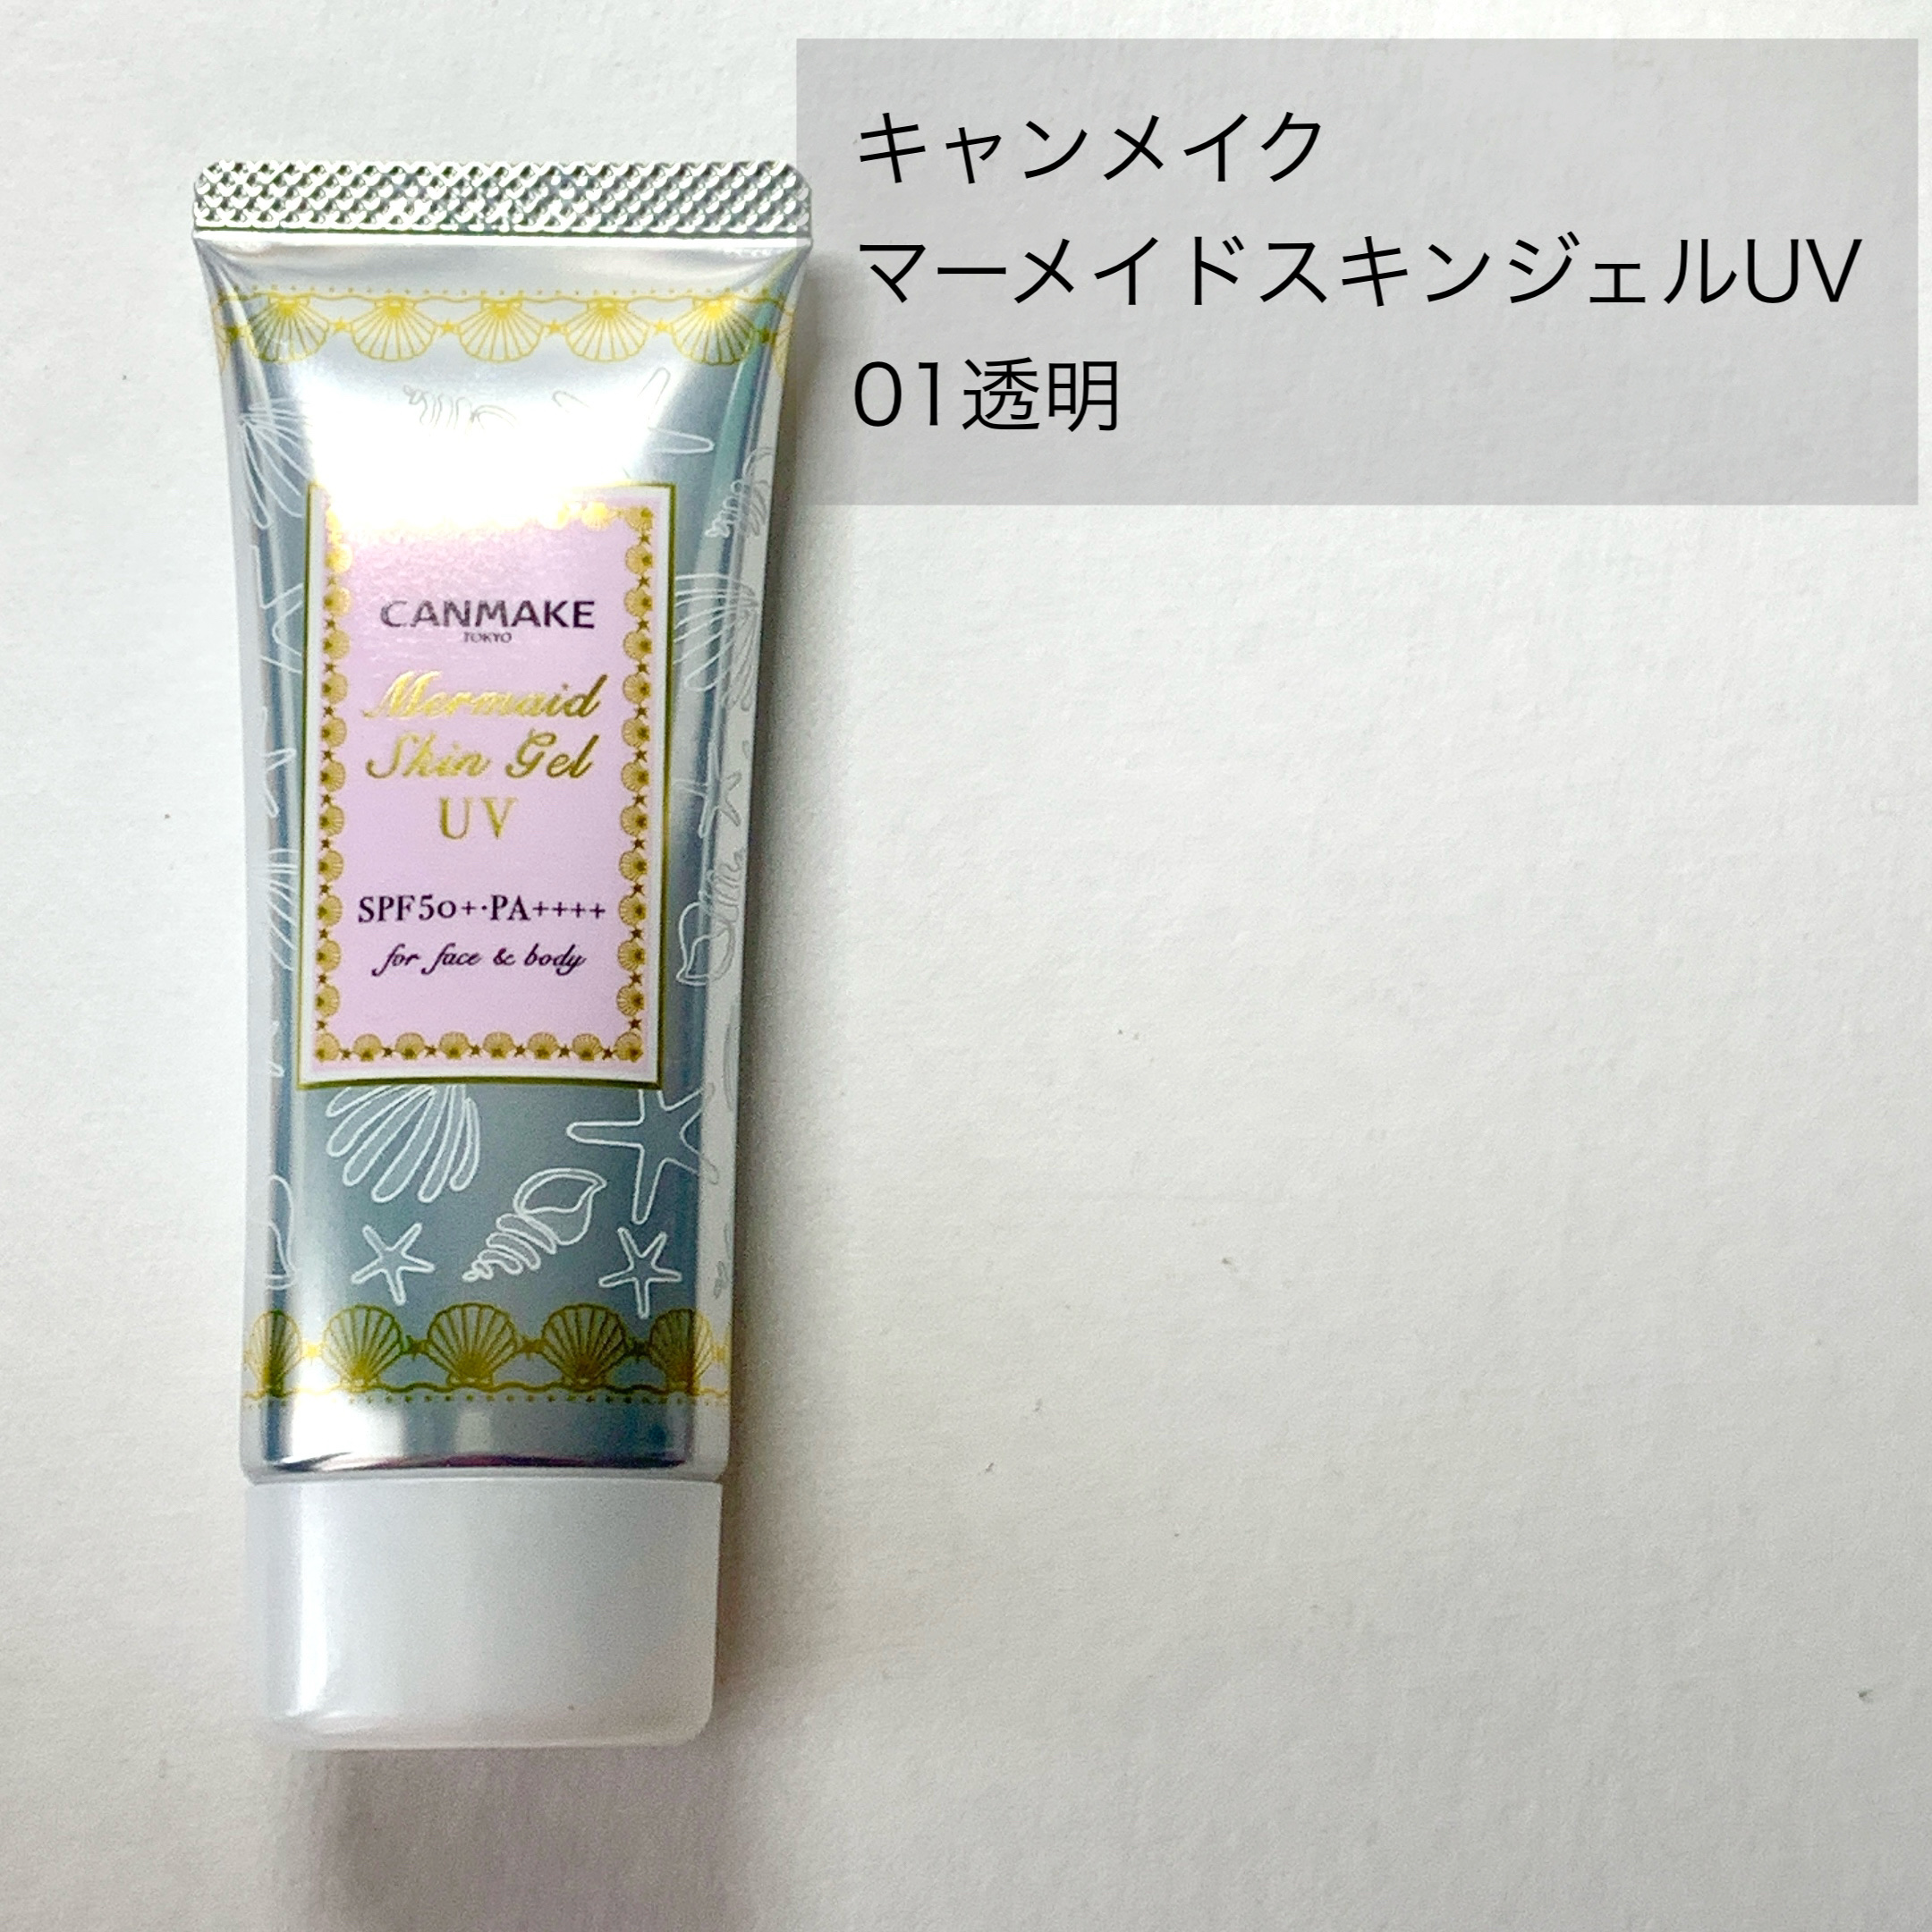 キャンメイク
マーメイドスキンジェルUV
01透明
CANMAKE
TOKYO
Mermaid
Skin Gel
UV
SPF50+·PA++++
for face & body